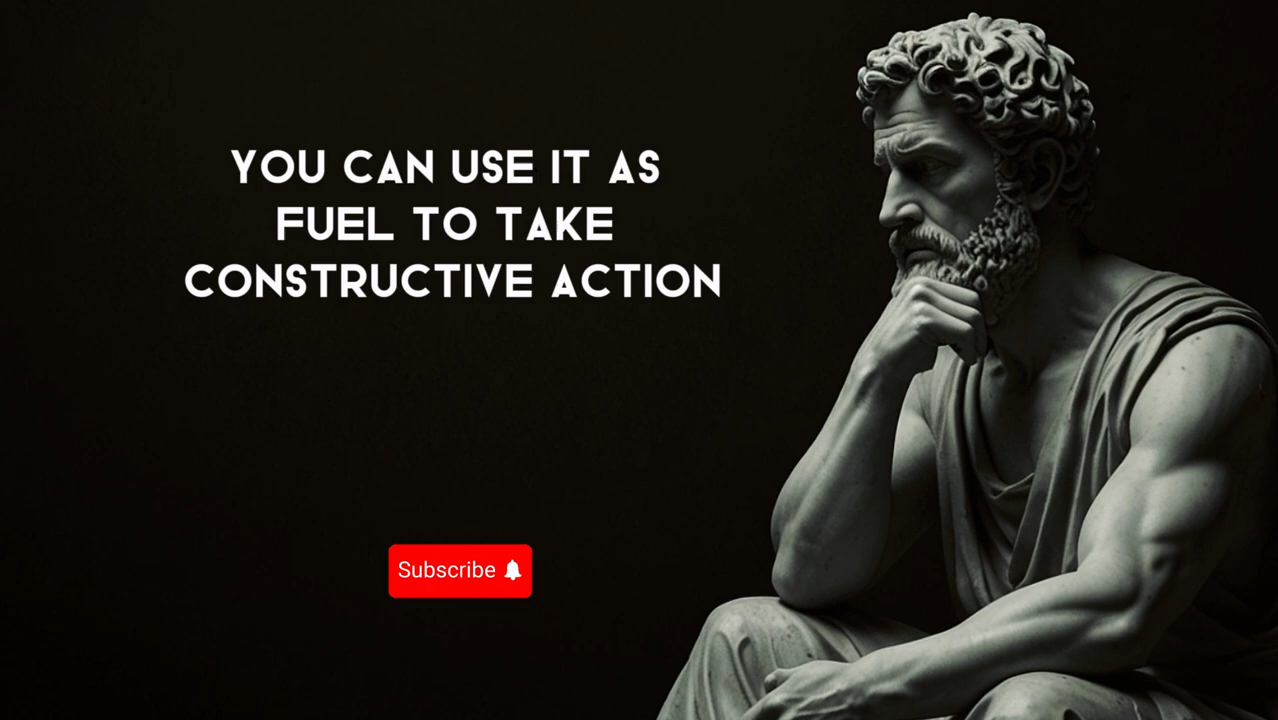 YOU CAN USE IT AS
FUEL TO TAKE
CONSTRUCTIVE ACTION
Subscribe